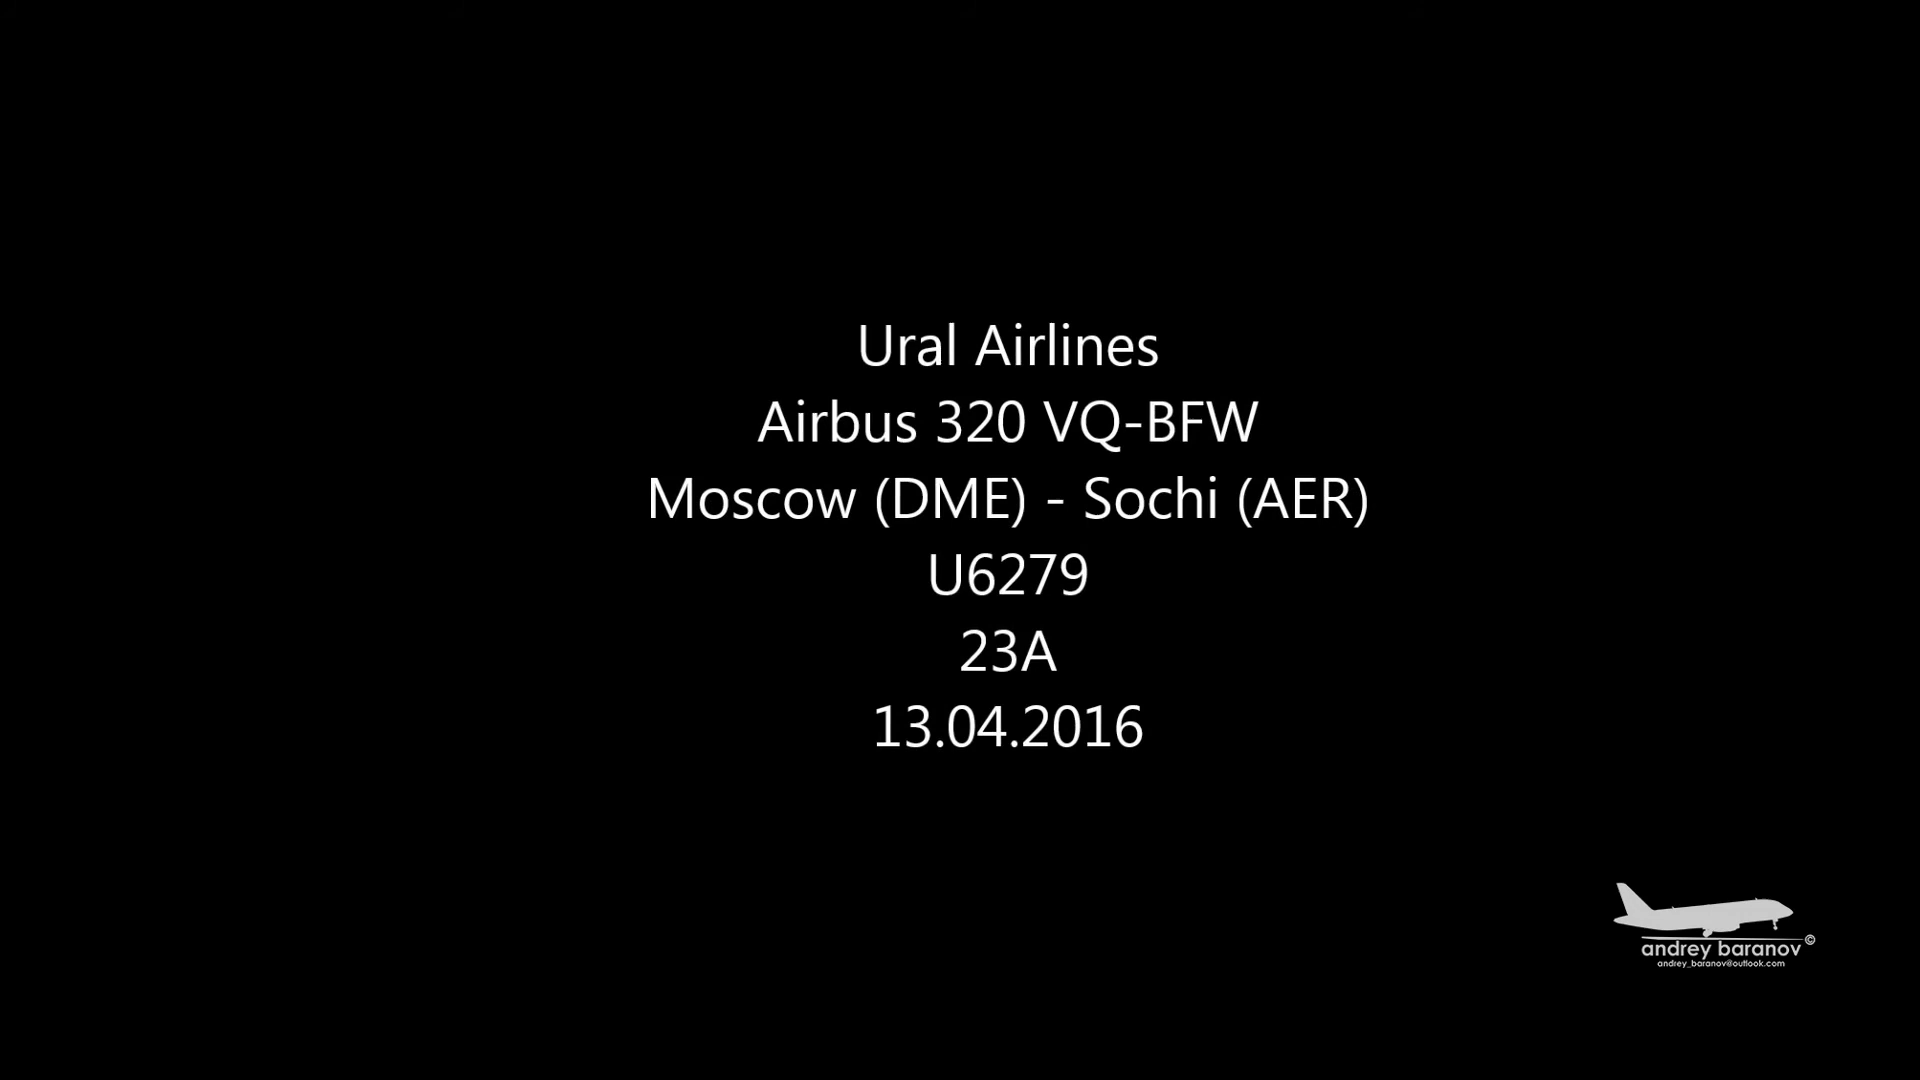 Ural Airlines
Airbus 320 VQ-BFW
Moscow (DME) - Sochi (AER)
U6279
23A
13.04.2016
andrey baranov©
andrey_baranov@outlook.com